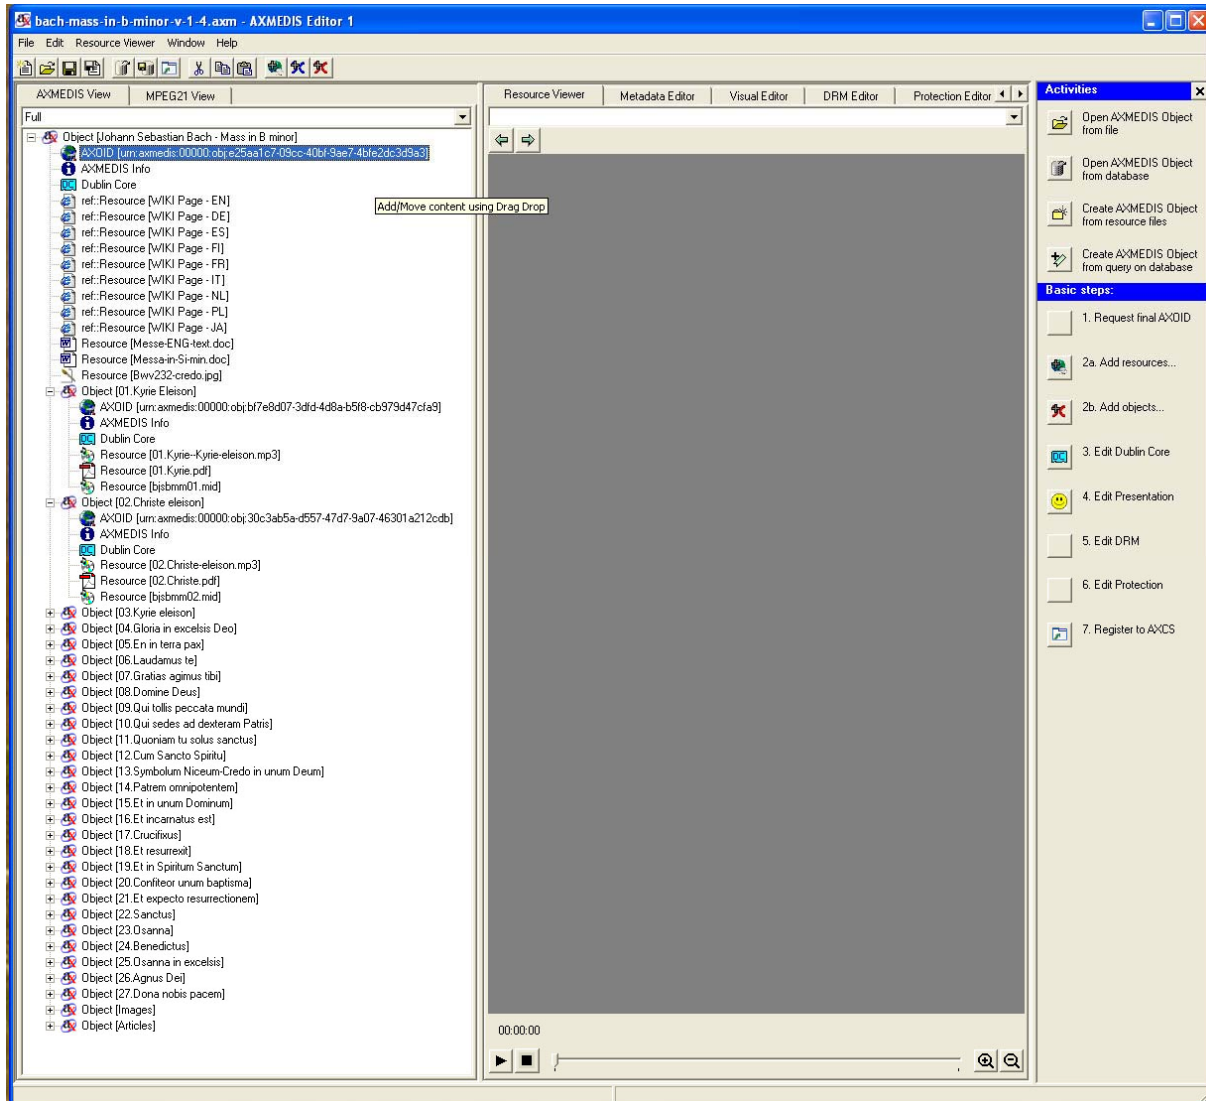 bach-mass-in-b-minor-v-1-4.axm - AXMEDIS Editor 1
File Edit Resource Viewer Window Help
AXMEDIS View MPEG21 View
Full
Object [Johann Sebastian Bach - Mass in B minor]
AXOID [urn:axmedis:00000:obj:e25aa1c7-09cc-40bf-9ae7-4bfe2dc3d9a3]
AXMEDIS Info
Dublin Core
ref::Resource [WIKI Page - EN]
ref::Resource [WIKI Page - DE]
ref::Resource [WIKI Page - ES]
ref::Resource [WIKI Page - FI]
ref::Resource [WIKI Page - FR]
ref::Resource [WIKI Page - IT]
ref::Resource [WIKI Page - NL]
ref::Resource [WIKI Page - PL]
ref::Resource [WIKI Page - JA]
Resource [Messe-ENG-text.doc]
Resource [Messa-in-Si-min.doc]
Resource [Bwv232-credo.jpg]
Object [01.Kyrie Eleison]
AXOID [urn:axmedis:00000:obj:bf7e8d07-3dfd-4d8a-b5f8-cb979d47cfa9]
AXMEDIS Info
Dublin Core
Resource [01.Kyrie--Kyrie-eleison.mp3]
Resource [01.Kyrie.pdf]
Resource [bjsbmm01.mid]
Object [02.Christe eleison]
AXOID [urn:axmedis:00000:obj:30c3ab5a-d557-47d7-9a07-46301a212cdb]
AXMEDIS Info
Dublin Core
Resource [02.Christe-eleison.mp3]
Resource [02.Christe.pdf]
Resource [bjsbmm02.mid]
Object [03.Kyrie eleison]
Object [04.Gloria in excelsis Deo]
Object [05.En in terra pax]
Object [06.Laudamus te]
Object [07.Gratias agimus tibi]
Object [08.Domine Deus]
Object [09.Qui tollis peccata mundi]
Object [10.Qui sedes ad dexteram Patris]
Object [11.Quoniam tu solus sanctus]
Object [12.Cum Sancto Spiritu]
Object [13.Symbolum Niceum-Credo in unum Deum]
Object [14.Patrem omnipotentem]
Object [15.Et in unum Dominum]
Object [16.Et incarnatus est]
Object [17.Crucifixus]
Object [18.Et resurrexit]
Object [19.Et in Spiritum Sanctum]
Object [20.Confiteor unum baptisma]
Object [21.Et expecto resurrectionem]
Object [22.Sanctus]
Object [23.Osanna]
Object [24.Benedictus]
Object [25.Osanna in excelsis]
Object [26.Agnus Dei]
Object [27.Dona nobis pacem]
Object [Images]
Object [Articles]
Add/Move content using Drag Drop
Resource Viewer Metadata Editor Visual Editor DRM Editor Protection Editor
00:00:00
Activities
Open AXMEDIS Object
from file
Open AXMEDIS Object
from database
Create AXMEDIS Object
from resource files
Create AXMEDIS Object
from query on database
Basic steps:
1. Request final AXOID
2a. Add resources...
2b. Add objects...
3. Edit Dublin Core
4. Edit Presentation
5. Edit DRM
6. Edit Protection
7. Register to AXCS